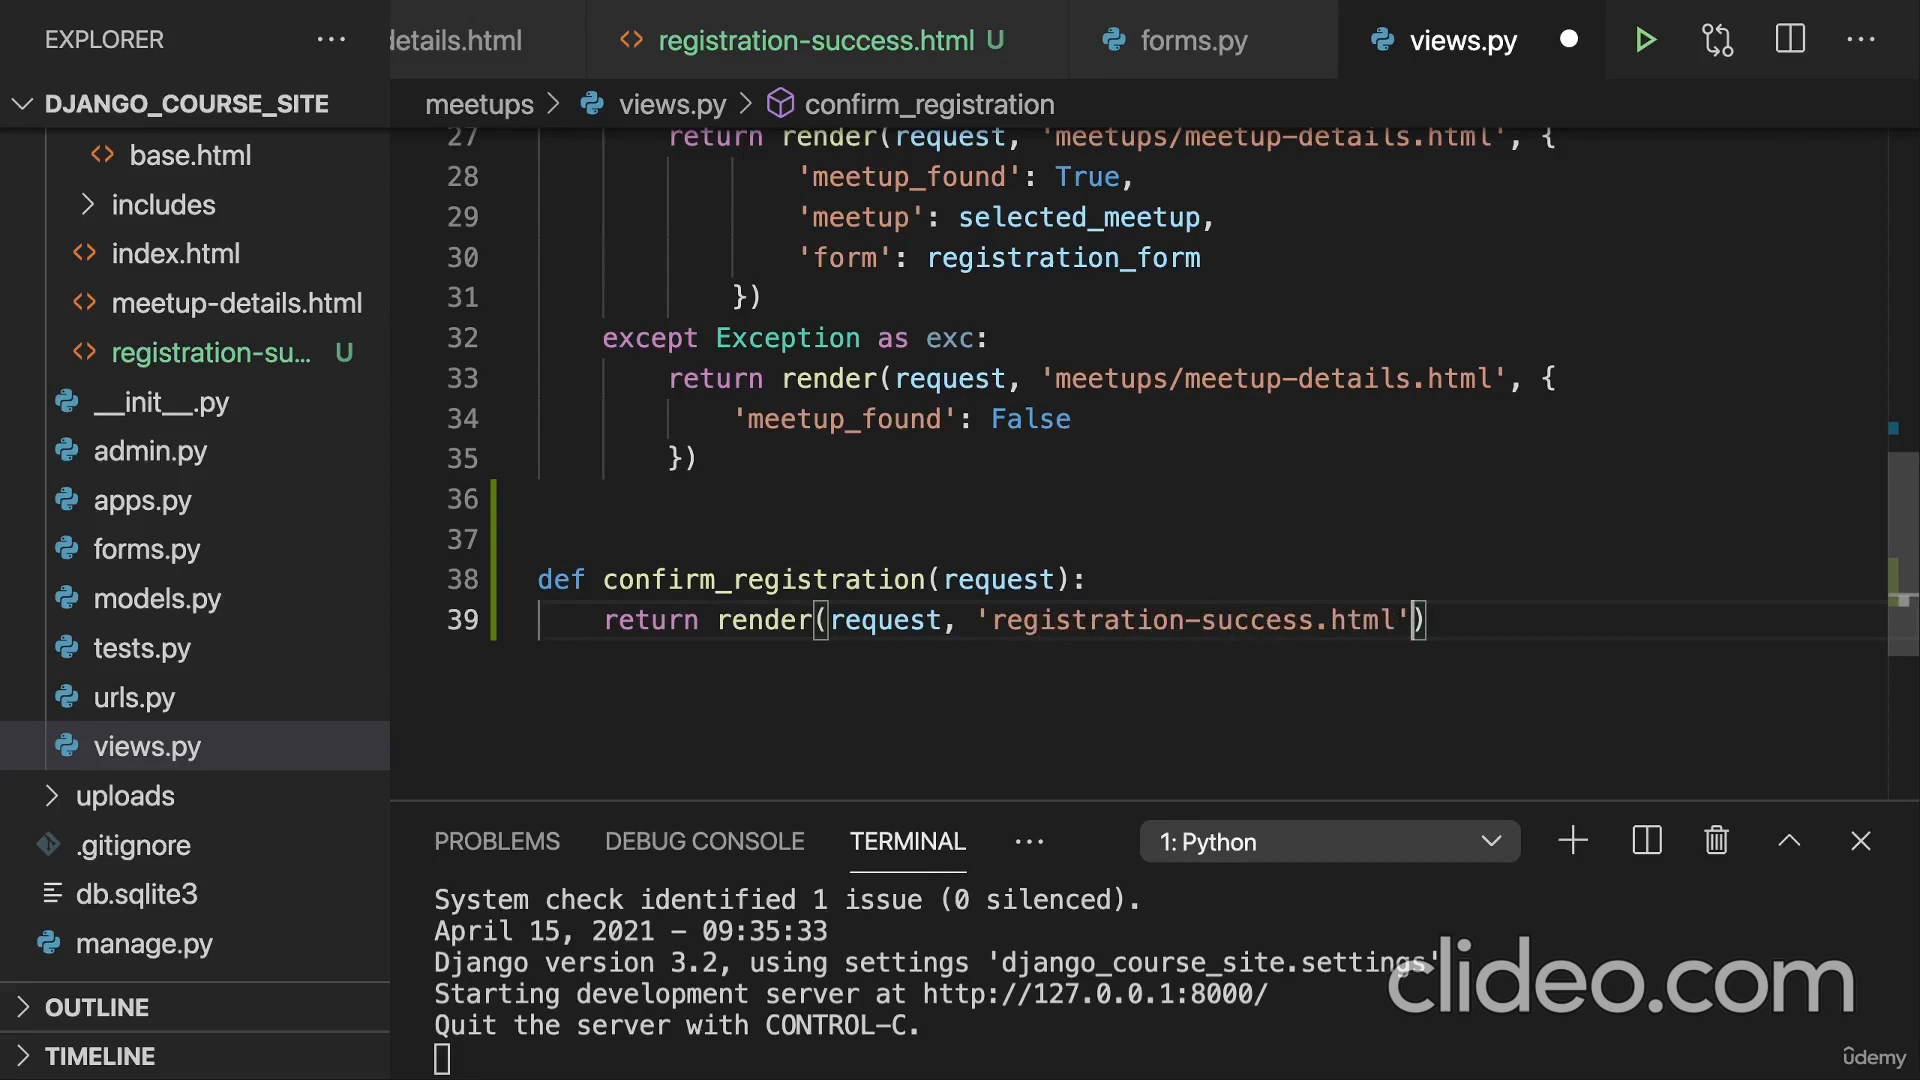 EXPLORER
details.html
registration-success.html U
forms.py
views.py
DJANGO_COURSE_SITE
meetups > views.py > confirm_registration
base.html
includes
index.html
meetup-details.html
registration-su... U
__init__.py
admin.py
apps.py
forms.py
models.py
tests.py
urls.py
views.py
uploads
.gitignore
db.sqlite3
manage.py
OUTLINE
TIMELINE
27 return render(request, 'meetups/meetup-details.html', {
28 'meetup_found': True,
29 'meetup': selected_meetup,
30 'form': registration_form
31 })
32 except Exception as exc:
33 return render(request, 'meetups/meetup-details.html', {
34 'meetup_found': False
35 })
36
37
38 def confirm_registration(request):
39 return render(request, 'registration-success.html')
PROBLEMS DEBUG CONSOLE TERMINAL ... 1: Python
System check identified 1 issue (0 silenced).
April 15, 2021 - 09:35:33
Django version 3.2, using settings 'django_course_site.settings'
Starting development server at http://127.0.0.1:8000/
Quit the server with CONTROL-C.
clideo.com
udemy